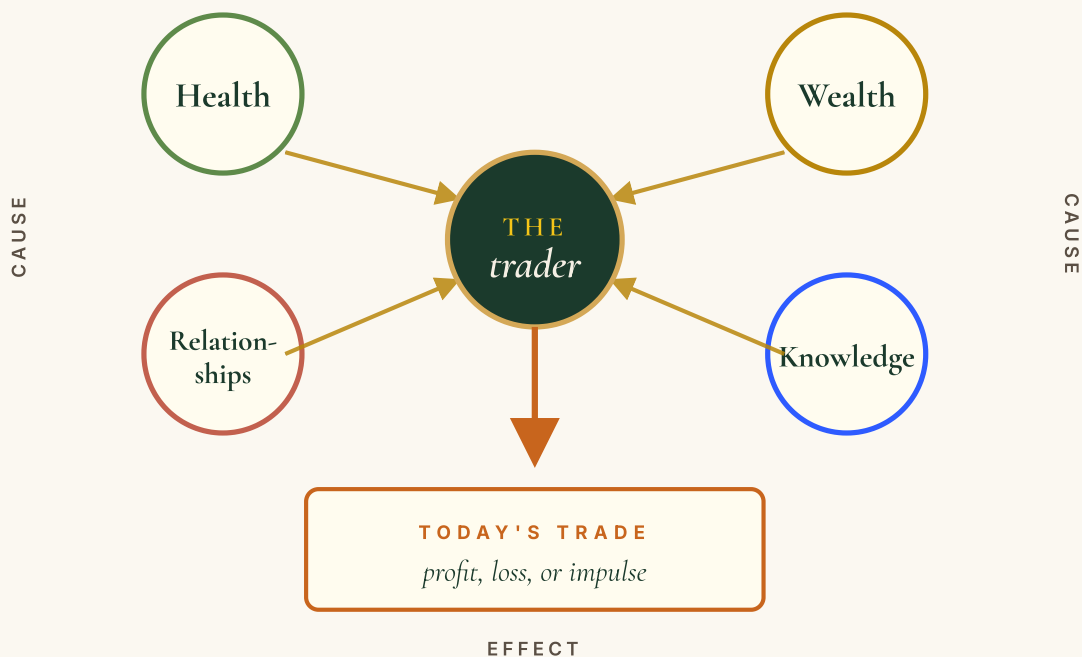 Health
Wealth
CAUSE
CAUSE
THE
trader
Relation-
ships
Knowledge
TODAY'S TRADE
profit, loss, or impulse
EFFECT